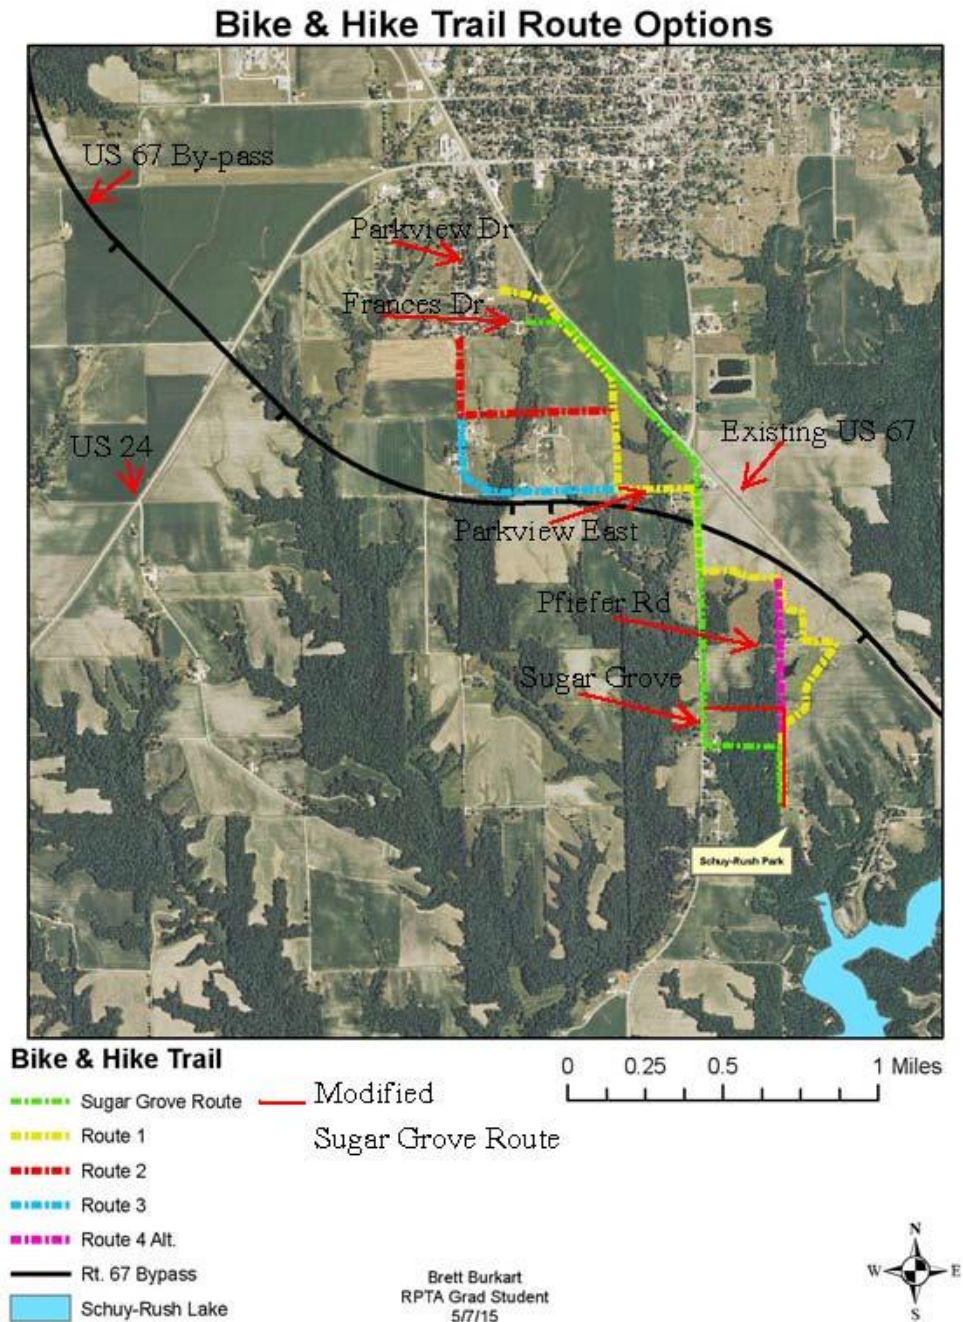 Bike & Hike Trail Route Options
US 67 By-pass
Parkview Dr
Frances Dr
US 24
Existing US 67
Parkview East
Pfiefer Rd
Sugar Grove
Schuy-Rush Park
Bike & Hike Trail
0 0.25 0.5 1 Miles
Sugar Grove Route
Modified
Sugar Grove Route
Route 1
Route 2
Route 3
Route 4 Alt.
Rt. 67 Bypass
Schuy-Rush Lake
Brett Burkart
RPTA Grad Student
5/7/15
N
W E
S